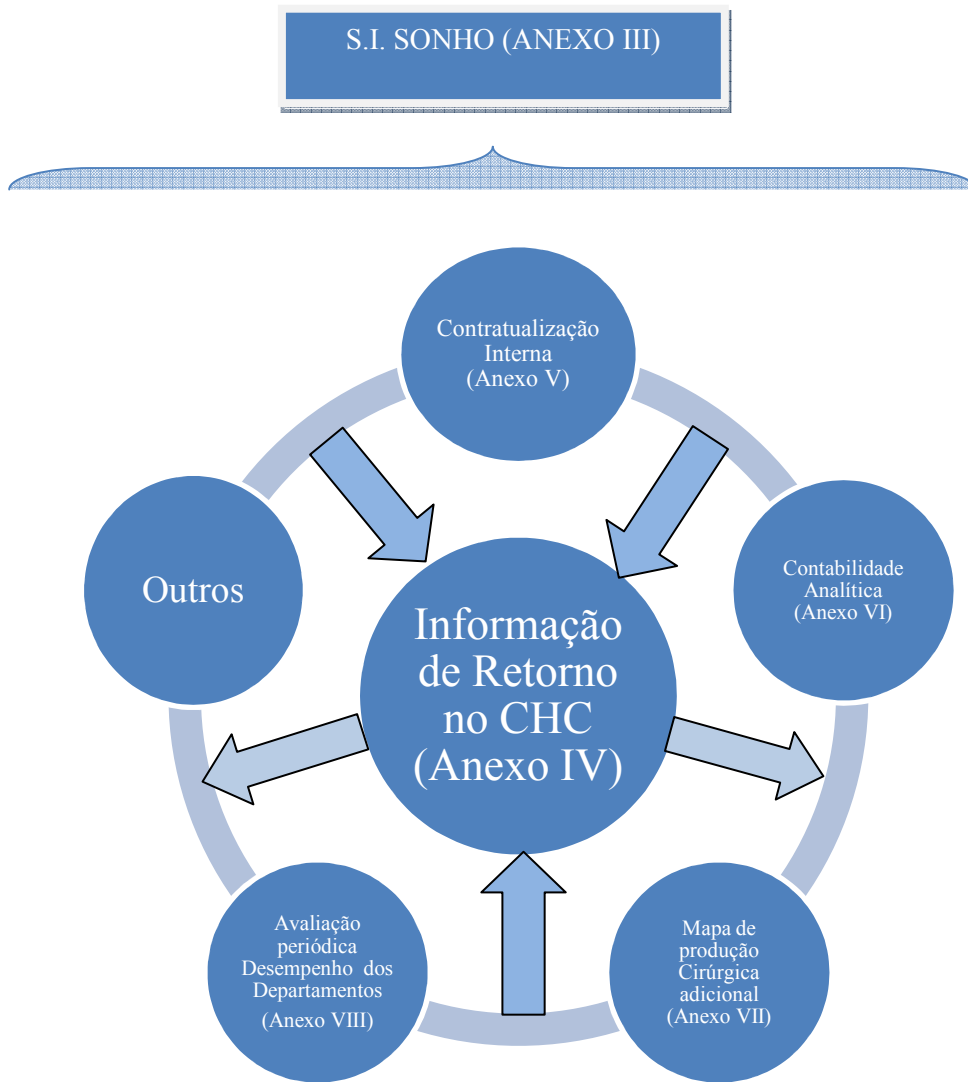 S.I. SONHO (ANEXO III)
Contratualização
Interna
(Anexo V)
Outros
Contabilidade
Analítica
(Anexo VI)
Informação
de Retorno
no CHC
(Anexo IV)
Avaliação
periódica
Desempenho dos
Departamentos
(Anexo VIII)
Mapa de
produção
Cirúrgica
adicional
(Anexo VII)